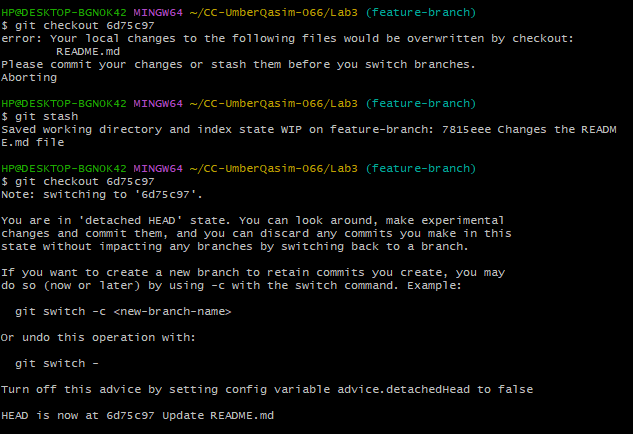 HP@DESKTOP-BGNOK42 MINGW64 ~/CC-UmberQasim-066/Lab3 (feature-branch)
$ git checkout 6d75c97
error: Your local changes to the following files would be overwritten by checkout:
        README.md
Please commit your changes or stash them before you switch branches.
Aborting

HP@DESKTOP-BGNOK42 MINGW64 ~/CC-UmberQasim-066/Lab3 (feature-branch)
$ git stash
Saved working directory and index state WIP on feature-branch: 7815eee Changes the READM
E.md file

HP@DESKTOP-BGNOK42 MINGW64 ~/CC-UmberQasim-066/Lab3 (feature-branch)
$ git checkout 6d75c97
Note: switching to '6d75c97'.

You are in 'detached HEAD' state. You can look around, make experimental
changes and commit them, and you can discard any commits you make in this
state without impacting any branches by switching back to a branch.

If you want to create a new branch to retain commits you create, you may
do so (now or later) by using -c with the switch command. Example:

  git switch -c <new-branch-name>

Or undo this operation with:

  git switch -

Turn off this advice by setting config variable advice.detachedHead to false

HEAD is now at 6d75c97 Update README.md